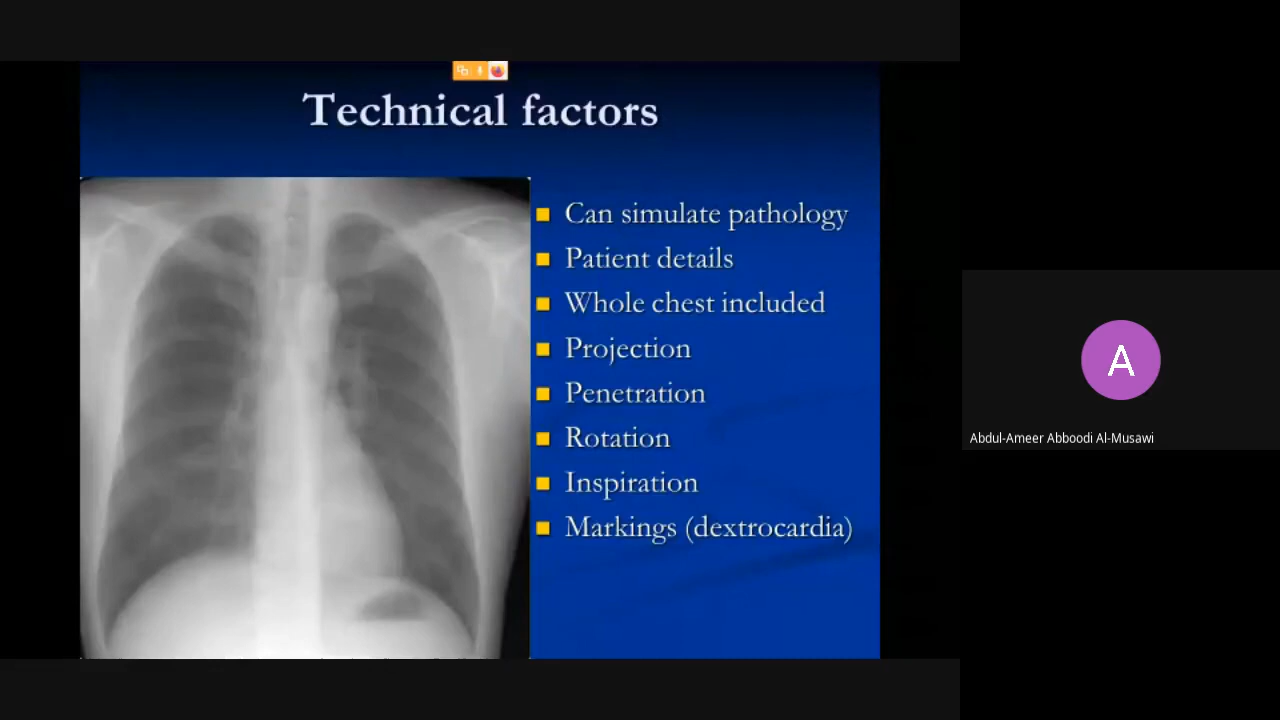 Technical factors
Can simulate pathology
Patient details
Whole chest included
Projection
Penetration
Rotation
Inspiration
Markings (dextrocardia)
A
Abdul-Ameer Abboodi Al-Musawi